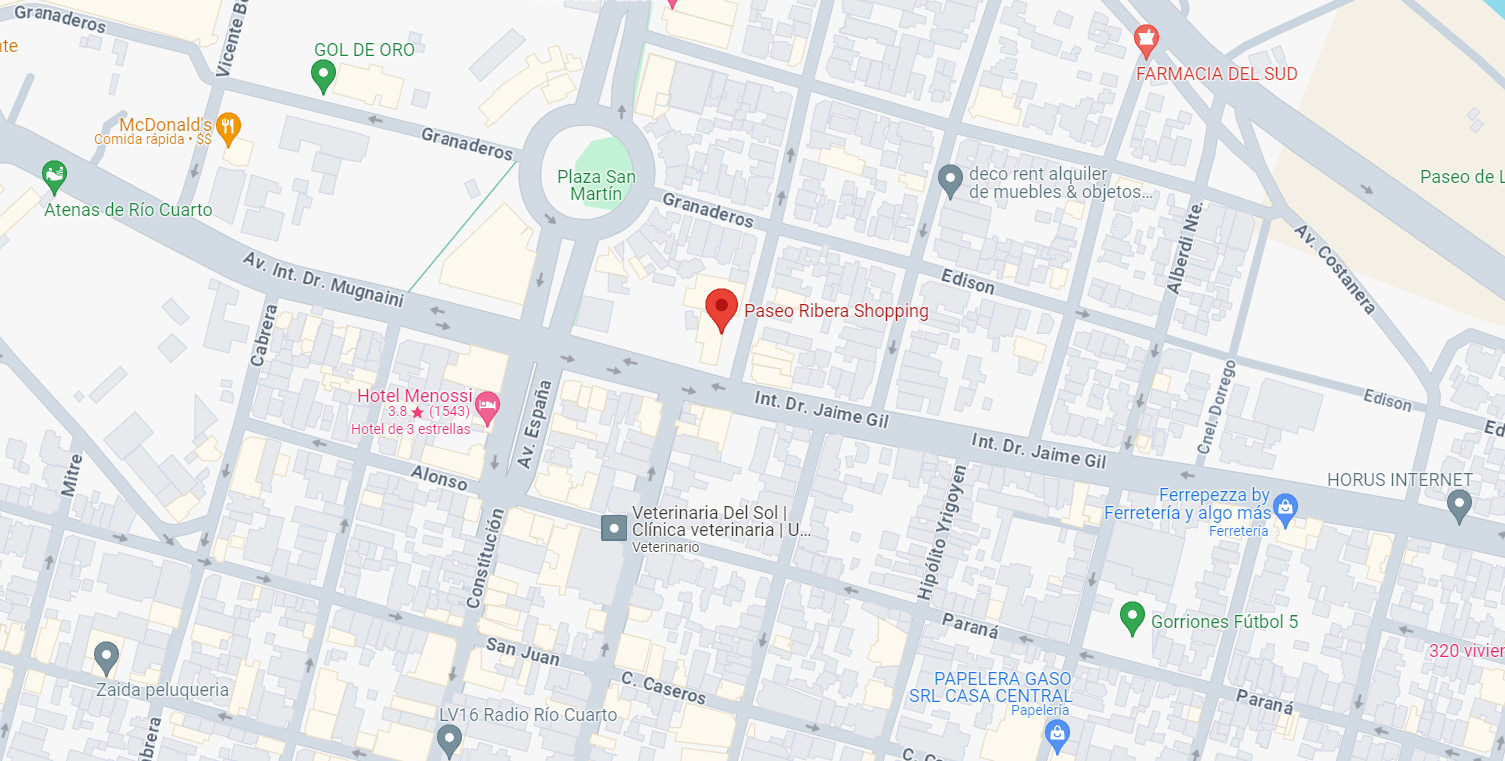 Granaderos
Vicente Bo
nte
GOL DE ORO
FARMACIA DEL SUD
McDonald's
Comida rápida • $$
Granaderos
Plaza San
Martín
deco rent alquiler
de muebles & objetos...
Paseo de L
Atenas de Río Cuarto
Granaderos
Alberdi Nte.
Av. Costanera
Av. Int. Dr. Mugnaini
Edison
Paseo Ribera Shopping
Cabrera
Hotel Menossi
3.8 ★ (1543)
Hotel de 3 estrellas
Av. España
Int. Dr. Jaime Gil
Int. Dr. Jaime Gil
Cnel. Dorrego
Edison
Ed
Mitre
Alonso
Hipólito Yrigoyen
HORUS INTERNET
Ferrepezza by
Ferretería y algo más
Ferretería
Veterinaria Del Sol |
Clínica veterinaria | U...
Veterinario
Constitución
Paraná
Gorriones Fútbol 5
San Juan
320 vivien
Zaida peluqueria
C. Caseros
PAPELERA GASO
SRL CASA CENTRAL
Papelería
Paraná
LV16 Radio Río Cuarto
abrera
C. Ca